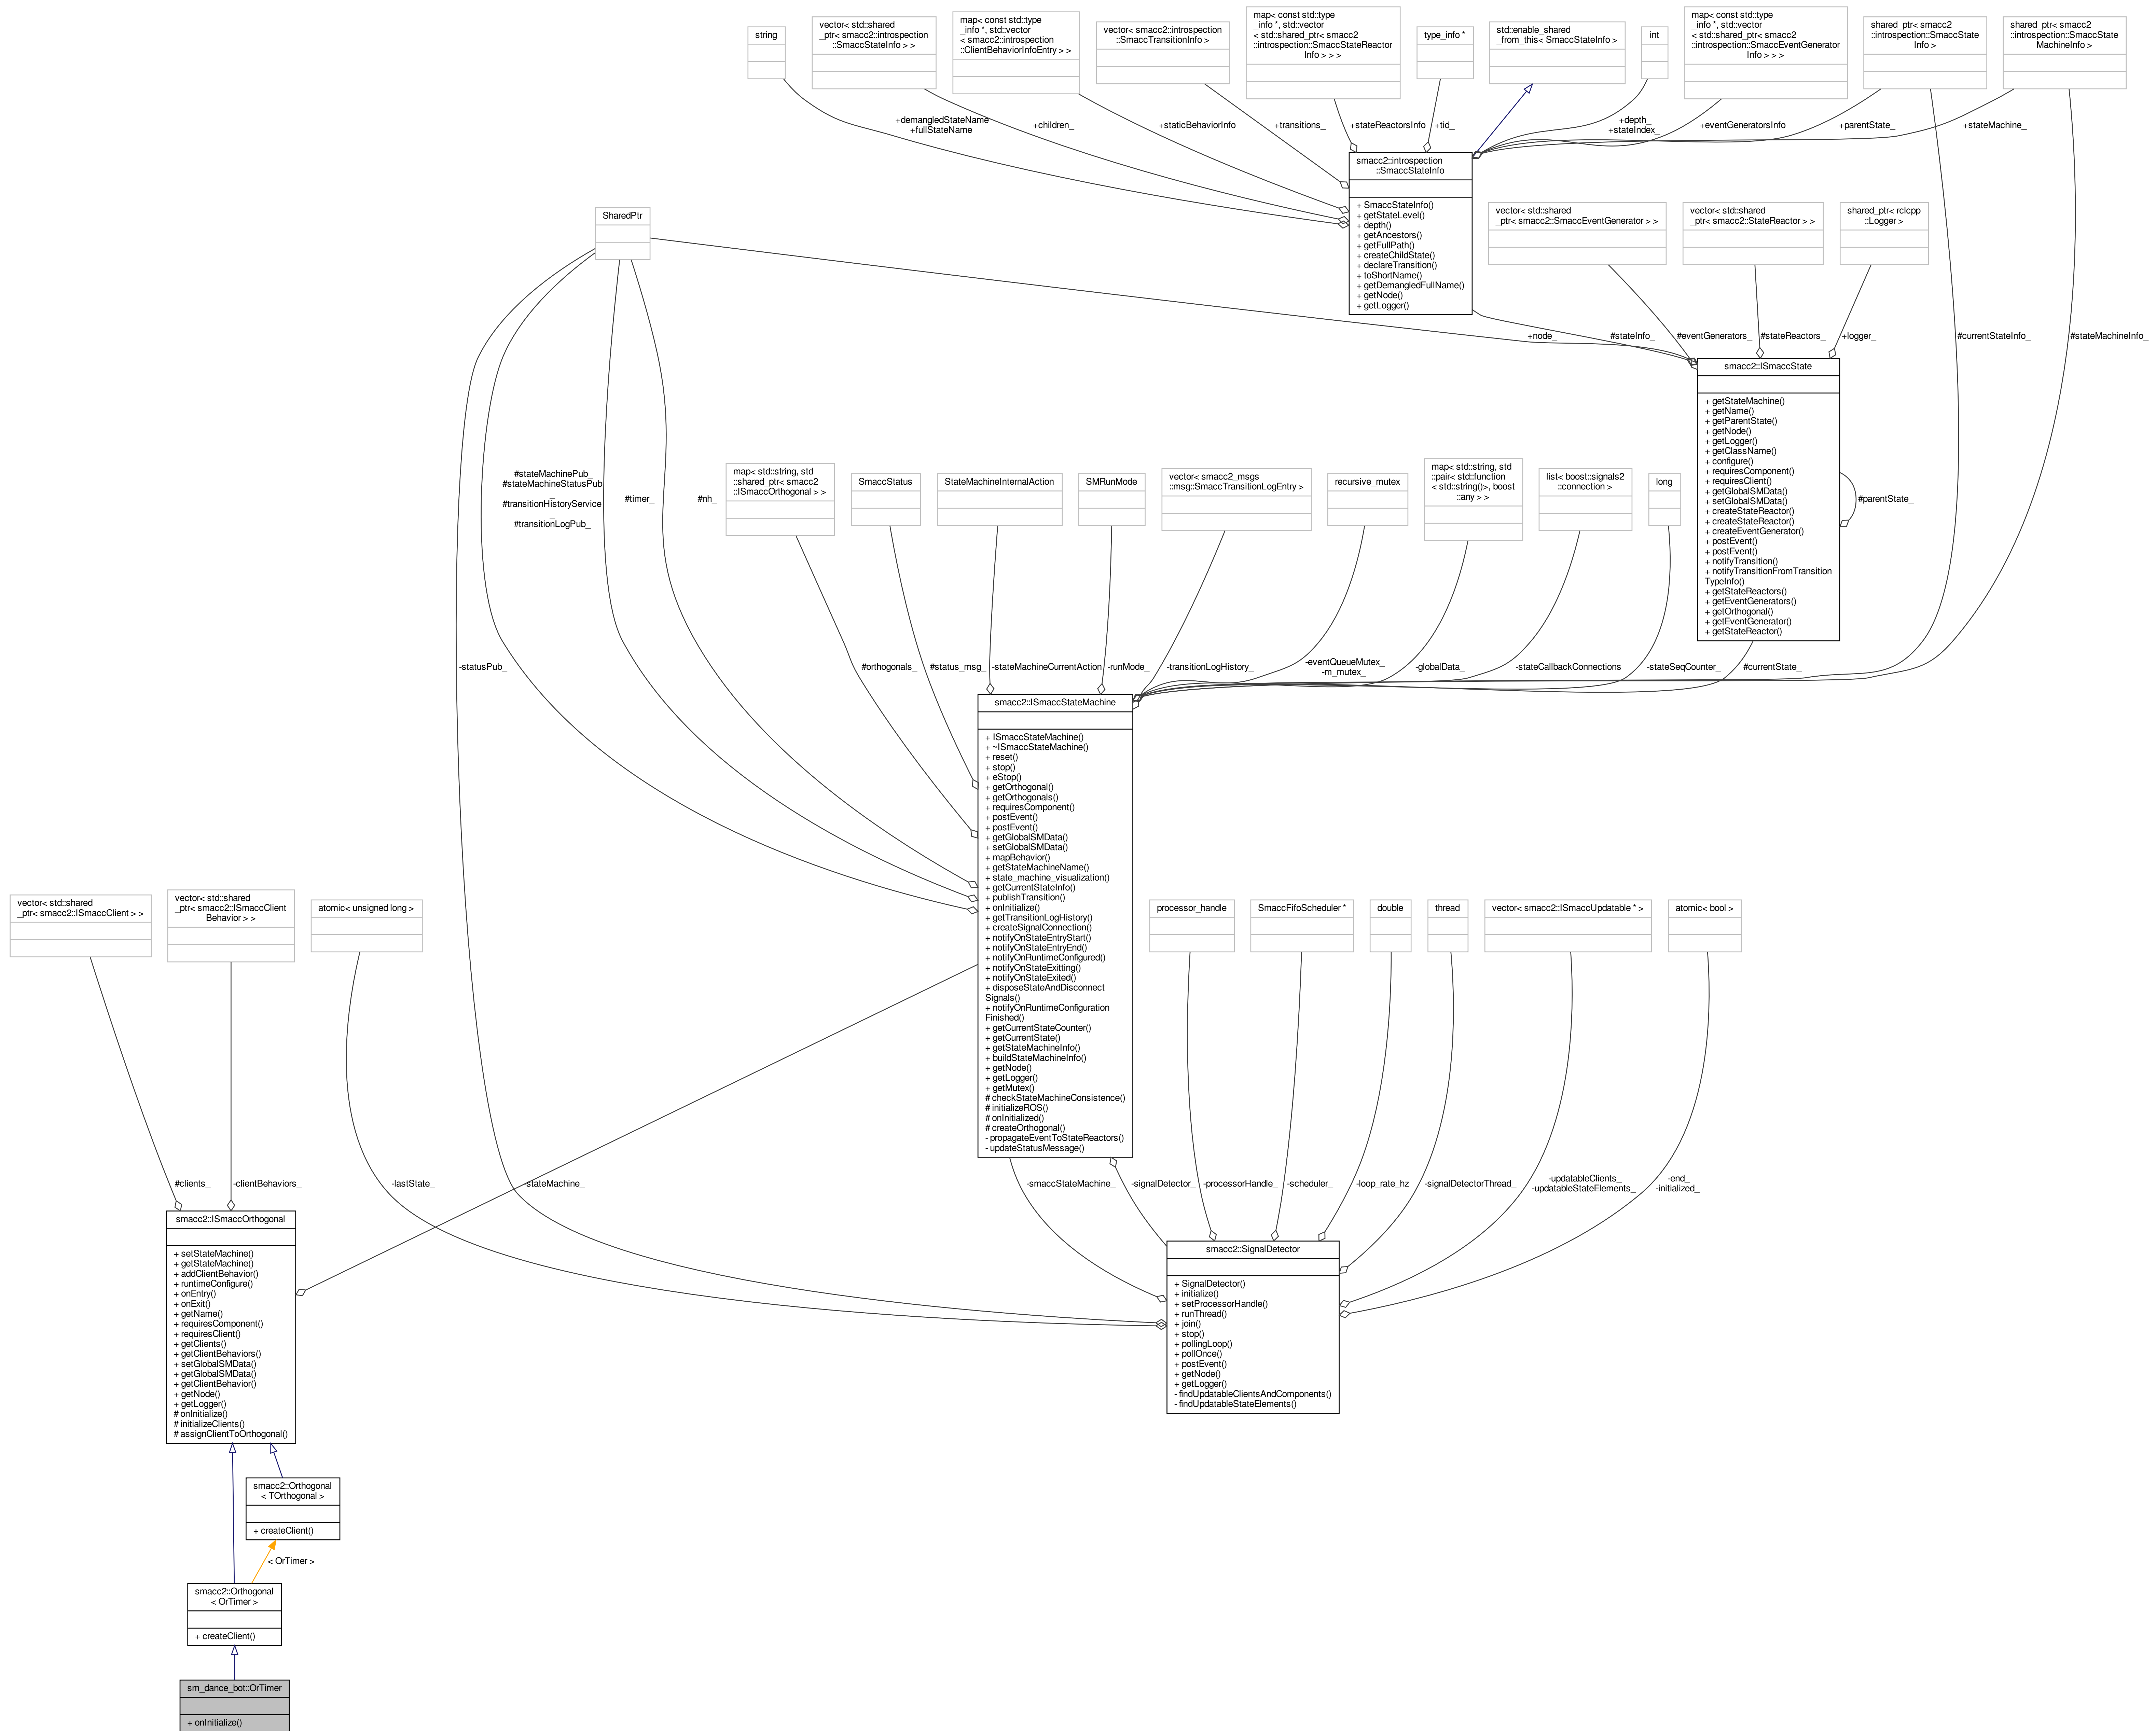 string
vector< std::shared
_ptr< smacc2::introspection
::SmaccStateInfo > >
map< const std::type
_info *, std::vector
< smacc2::introspection
::ClientBehaviorInfoEntry > >
vector< smacc2::introspection
::SmaccTransitionInfo >
map< const std::type
_info *, std::vector
< std::shared_ptr< smacc2
::introspection::SmaccStateReactor
Info > > >
type_info *
std::enable_shared
_from_this< SmaccStateInfo >
int
map< const std::type
_info *, std::vector
< std::shared_ptr< smacc2
::introspection::SmaccEventGenerator
Info > > >
shared_ptr< smacc2
::introspection::SmaccState
Info >
shared_ptr< smacc2
::introspection::SmaccState
MachineInfo >
+demangledStateName
+fullStateName
+children_
+staticBehaviorInfo
+transitions_
+stateReactorsInfo
+tid_
+depth_
+stateIndex_
+eventGeneratorsInfo
+parentState_
+stateMachine_
smacc2::introspection
::SmaccStateInfo
+ SmaccStateInfo()
+ getStateLevel()
+ depth()
+ getAncestors()
+ getFullPath()
+ createChildState()
+ declareTransition()
+ toShortName()
+ getDemangledFullName()
+ getNode()
+ getLogger()
SharedPtr
vector< std::shared
_ptr< smacc2::SmaccEventGenerator > >
vector< std::shared
_ptr< smacc2::StateReactor > >
shared_ptr< rclcpp
::Logger >
+node_
#stateInfo_
#eventGenerators_
#stateReactors_
+logger_
#currentStateInfo_
#stateMachineInfo_
smacc2::ISmaccState
+ getStateMachine()
+ getName()
+ getParentState()
+ getNode()
+ getLogger()
+ getClassName()
+ configure()
+ requiresComponent()
+ requiresClient()
+ getGlobalSMData()
+ setGlobalSMData()
+ createStateReactor()
+ createStateReactor()
+ createEventGenerator()
+ postEvent()
+ postEvent()
+ notifyTransition()
+ notifyTransitionFromTransition
TypeInfo()
+ getStateReactors()
+ getEventGenerators()
+ getOrthogonal()
+ getEventGenerator()
+ getStateReactor()
#parentState_
#stateMachinePub_
#stateMachineStatusPub
_
#transitionHistoryService
_
#transitionLogPub_
#timer_
#nh_
map< std::string, std
::shared_ptr< smacc2
::ISmaccOrthogonal > >
SmaccStatus
StateMachineInternalAction
SMRunMode
vector< smacc2_msgs
::msg::SmaccTransitionLogEntry >
recursive_mutex
map< std::string, std
::pair< std::function
< std::string()>, boost
::any > >
list< boost::signals2
::connection >
long
-statusPub_
#orthogonals_
#status_msg_
-stateMachineCurrentAction
-runMode_
-transitionLogHistory_
-eventQueueMutex_
-m_mutex_
-globalData_
-stateCallbackConnections
-stateSeqCounter_
#currentState_
smacc2::ISmaccStateMachine
+ ISmaccStateMachine()
+ ~ISmaccStateMachine()
+ reset()
+ stop()
+ eStop()
+ getOrthogonal()
+ getOrthogonals()
+ requiresComponent()
+ postEvent()
+ postEvent()
+ getGlobalSMData()
+ setGlobalSMData()
+ mapBehavior()
+ getStateMachineName()
+ state_machine_visualization()
+ getCurrentStateInfo()
+ publishTransition()
+ onInitialize()
+ getTransitionLogHistory()
+ createSignalConnection()
+ notifyOnStateEntryStart()
+ notifyOnStateEntryEnd()
+ notifyOnRuntimeConfigured()
+ notifyOnStateExitting()
+ notifyOnStateExited()
+ disposeStateAndDisconnect
Signals()
+ notifyOnRuntimeConfiguration
Finished()
+ getCurrentStateCounter()
+ getCurrentState()
+ getStateMachineInfo()
+ buildStateMachineInfo()
+ getNode()
+ getLogger()
+ getMutex()
# checkStateMachineConsistence()
# initializeROS()
# onInitialized()
# createOrthogonal()
- propagateEventToStateReactors()
- updateStatusMessage()
vector< std::shared
_ptr< smacc2::ISmaccClient > >
vector< std::shared
_ptr< smacc2::ISmaccClient
Behavior > >
atomic< unsigned long >
processor_handle
SmaccFifoScheduler *
double
thread
vector< smacc2::ISmaccUpdatable * >
atomic< bool >
#clients_
-clientBehaviors_
-lastState_
-stateMachine_
-smaccStateMachine_
-signalDetector_
-processorHandle_
-scheduler_
-loop_rate_hz
-signalDetectorThread_
-updatableClients_
-updatableStateElements_
-end_
-initialized_
smacc2::ISmaccOrthogonal
+ setStateMachine()
+ getStateMachine()
+ addClientBehavior()
+ runtimeConfigure()
+ onEntry()
+ onExit()
+ getName()
+ requiresComponent()
+ requiresClient()
+ getClients()
+ getClientBehaviors()
+ setGlobalSMData()
+ getGlobalSMData()
+ getClientBehavior()
+ getNode()
+ getLogger()
# onInitialize()
# initializeClients()
# assignClientToOrthogonal()
smacc2::SignalDetector
+ SignalDetector()
+ initialize()
+ setProcessorHandle()
+ runThread()
+ join()
+ stop()
+ pollingLoop()
+ pollOnce()
+ postEvent()
+ getNode()
+ getLogger()
- findUpdatableClientsAndComponents()
- findUpdatableStateElements()
smacc2::Orthogonal
< TOrthogonal >
+ createClient()
< OrTimer >
smacc2::Orthogonal
< OrTimer >
+ createClient()
sm_dance_bot::OrTimer
+ onInitialize()